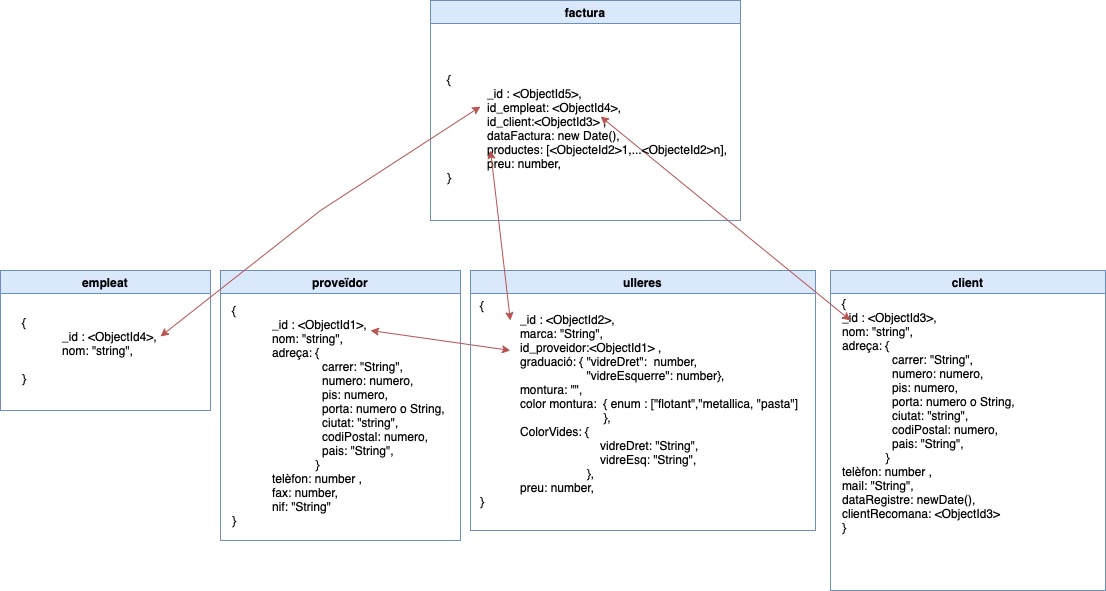 factura
{
_id : <ObjectId5>,
id_empleat: <ObjectId4>,
id_client:<ObjectId3> ,
dataFactura: new Date(),
productes: [<ObjecteId2>1,...<ObjecteId2>n],
preu: number,
}
empleat
{
_id : <ObjectId4>,
nom: "string",
}
proveïdor
{
_id : <ObjectId1>,
nom: "string",
adreça: {
carrer: "String",
numero: numero,
pis: numero,
porta: numero o String,
ciutat: "string",
codiPostal: numero,
pais: "String",
}
telèfon: number ,
fax: number,
nif: "String"
}
ulleres
{
_id : <ObjectId2>,
marca: "String",
id_proveidor:<ObjectId1> ,
graduació: { "vidreDret":  number,
"vidreEsquerre": number},
montura: "",
color montura:  { enum : ["flotant","metallica, "pasta"]
},
ColorVides: {
vidreDret: "String",
vidreEsq: "String",
},
preu: number,
}
client
{
_id : <ObjectId3>,
nom: "string",
adreça: {
carrer: "String",
numero: numero,
pis: numero,
porta: numero o String,
ciutat: "string",
codiPostal: numero,
pais: "String",
}
telèfon: number ,
mail: "String",
dataRegistre: newDate(),
clientRecomana: <ObjectId3>
}